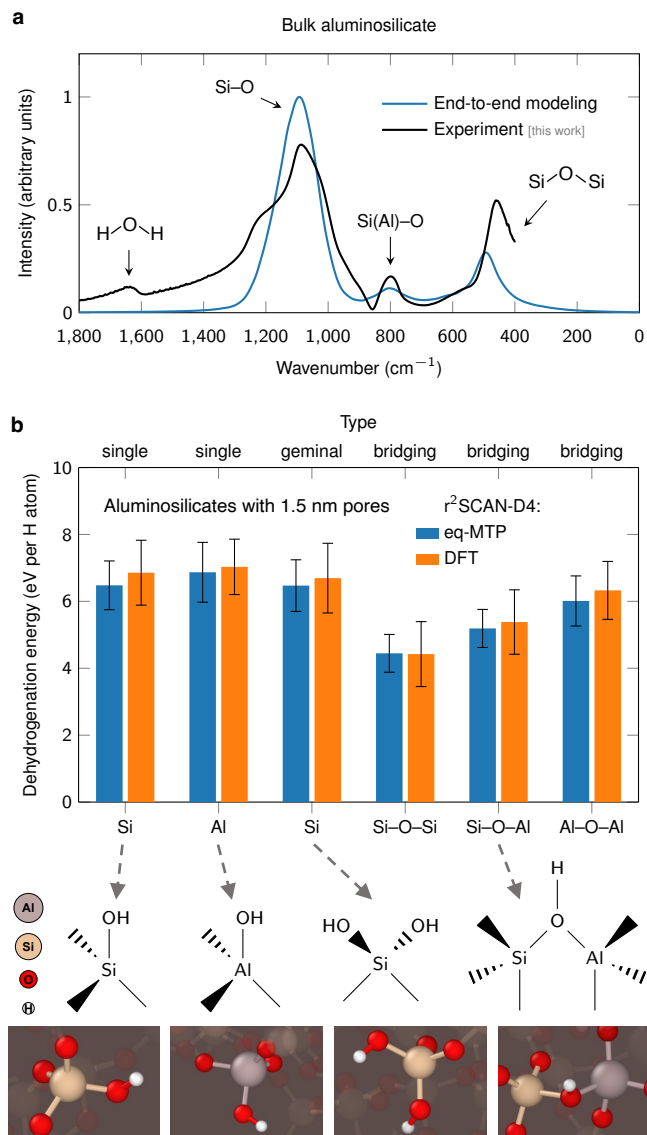 a
Bulk aluminosilicate
Intensity (arbitrary units)
1
0.5
0
Si–O
End-to-end modeling
Experiment [this work]
H O H
Si(Al)–O
Si O Si
1,800 1,600 1,400 1,200 1,000 800 600 400 200 0
Wavenumber (cm⁻¹)
b
Type
single single geminal bridging bridging bridging
Dehydrogenation energy (eV per H atom)
10
8
6
4
2
0
Aluminosilicates with 1.5 nm pores
r²SCAN-D4:
eq-MTP
DFT
Si Al Si Si–O–Si Si–O–Al Al–O–Al
Al
Si
O
H
OH
Si
OH
Al
HO OH
Si
H
O
Si Al